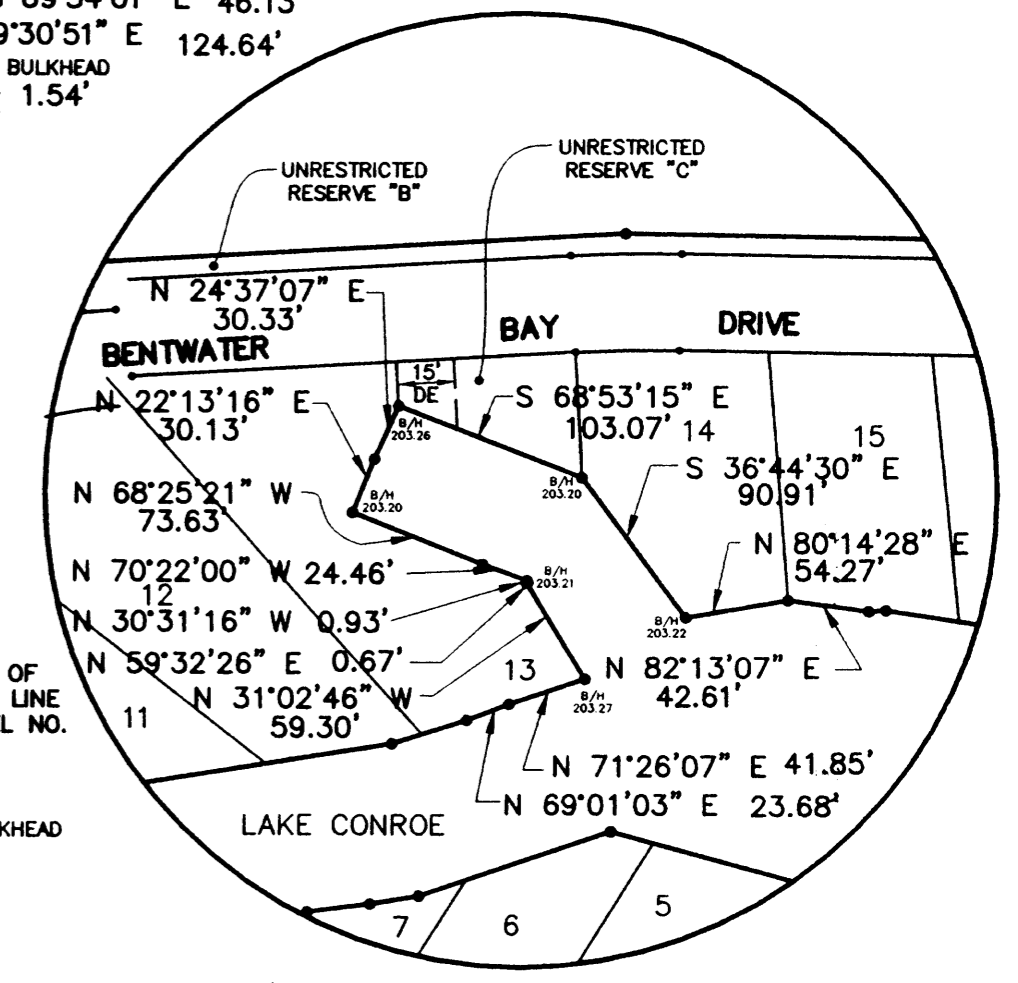 E 46.13'
9°30'51" E 124.64'
BULKHEAD
1.54'
UNRESTRICTED
RESERVE "B"
UNRESTRICTED
RESERVE "C"
N 24°37'07" E
30.33'
BENTWATER BAY DRIVE
15'
DE
N 22°13'16" E
30.13'
B/H
203.26
S 68°53'15" E
103.07'
14
15
S 36°44'30" E
90.91'
B/H
203.20
N 68°25'21" W
73.63'
B/H
203.20
N 80°14'28" E
54.27'
N 70°22'00" W 24.46'
12
B/H
203.21
N 30°31'16" W 0.93'
B/H
203.22
N 59°32'26" E 0.67'
13
N 82°13'07" E
42.61'
N 31°02'46" W
59.30'
B/H
203.27
OF
LINE
L NO.
11
N 71°26'07" E 41.85'
N 69°01'03" E 23.68'
KHEAD
LAKE CONROE
7
6
5